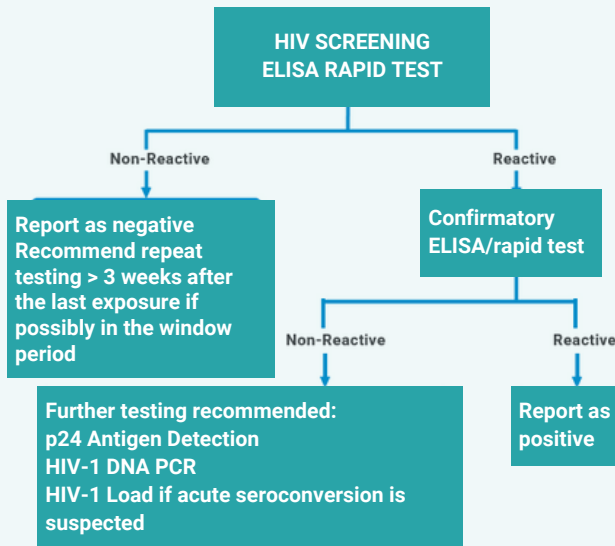 HIV SCREENING
ELISA RAPID TEST
Non-Reactive
Reactive
Report as negative
Recommend repeat
testing > 3 weeks after
the last exposure if
possibly in the window
period
Confirmatory
ELISA/rapid test
Non-Reactive
Reactive
Further testing recommended:
p24 Antigen Detection
HIV-1 DNA PCR
HIV-1 Load if acute seroconversion is
suspected
Report as
positive